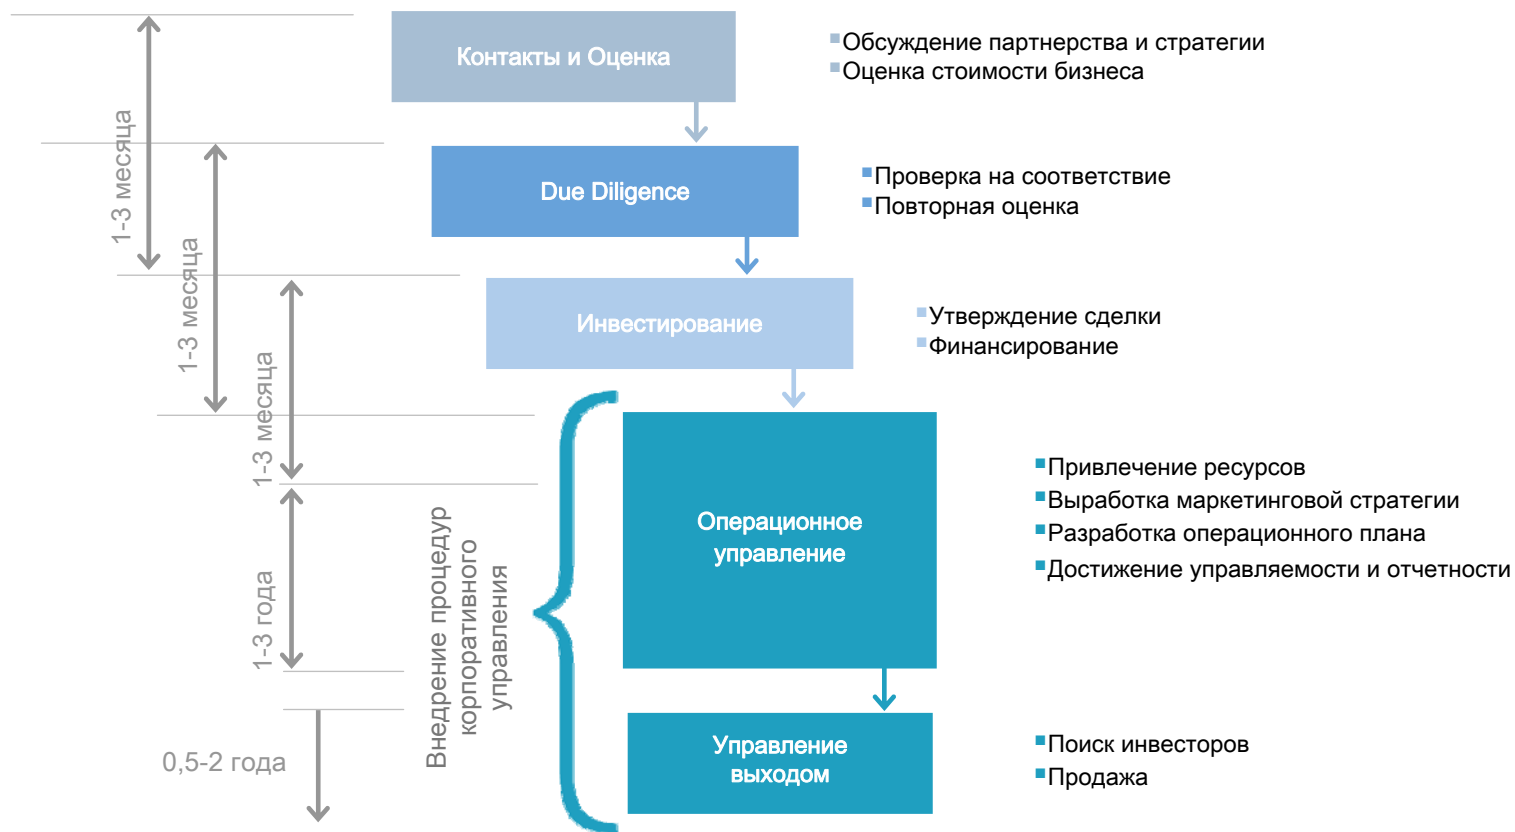 Контакты и Оценка
Обсуждение партнерства и стратегии
Оценка стоимости бизнеса
1-3 месяца
Due Diligence
Проверка на соответствие
Повторная оценка
1-3 месяца
Инвестирование
Утверждение сделки
Финансирование
1-3 месяца
Операционное
управление
Привлечение ресурсов
Выработка маркетинговой стратегии
Разработка операционного плана
Достижение управляемости и отчетности
1-3 года
Внедрение процедур
корпоративного
управления
Управление
выходом
Поиск инвесторов
Продажа
0,5-2 года